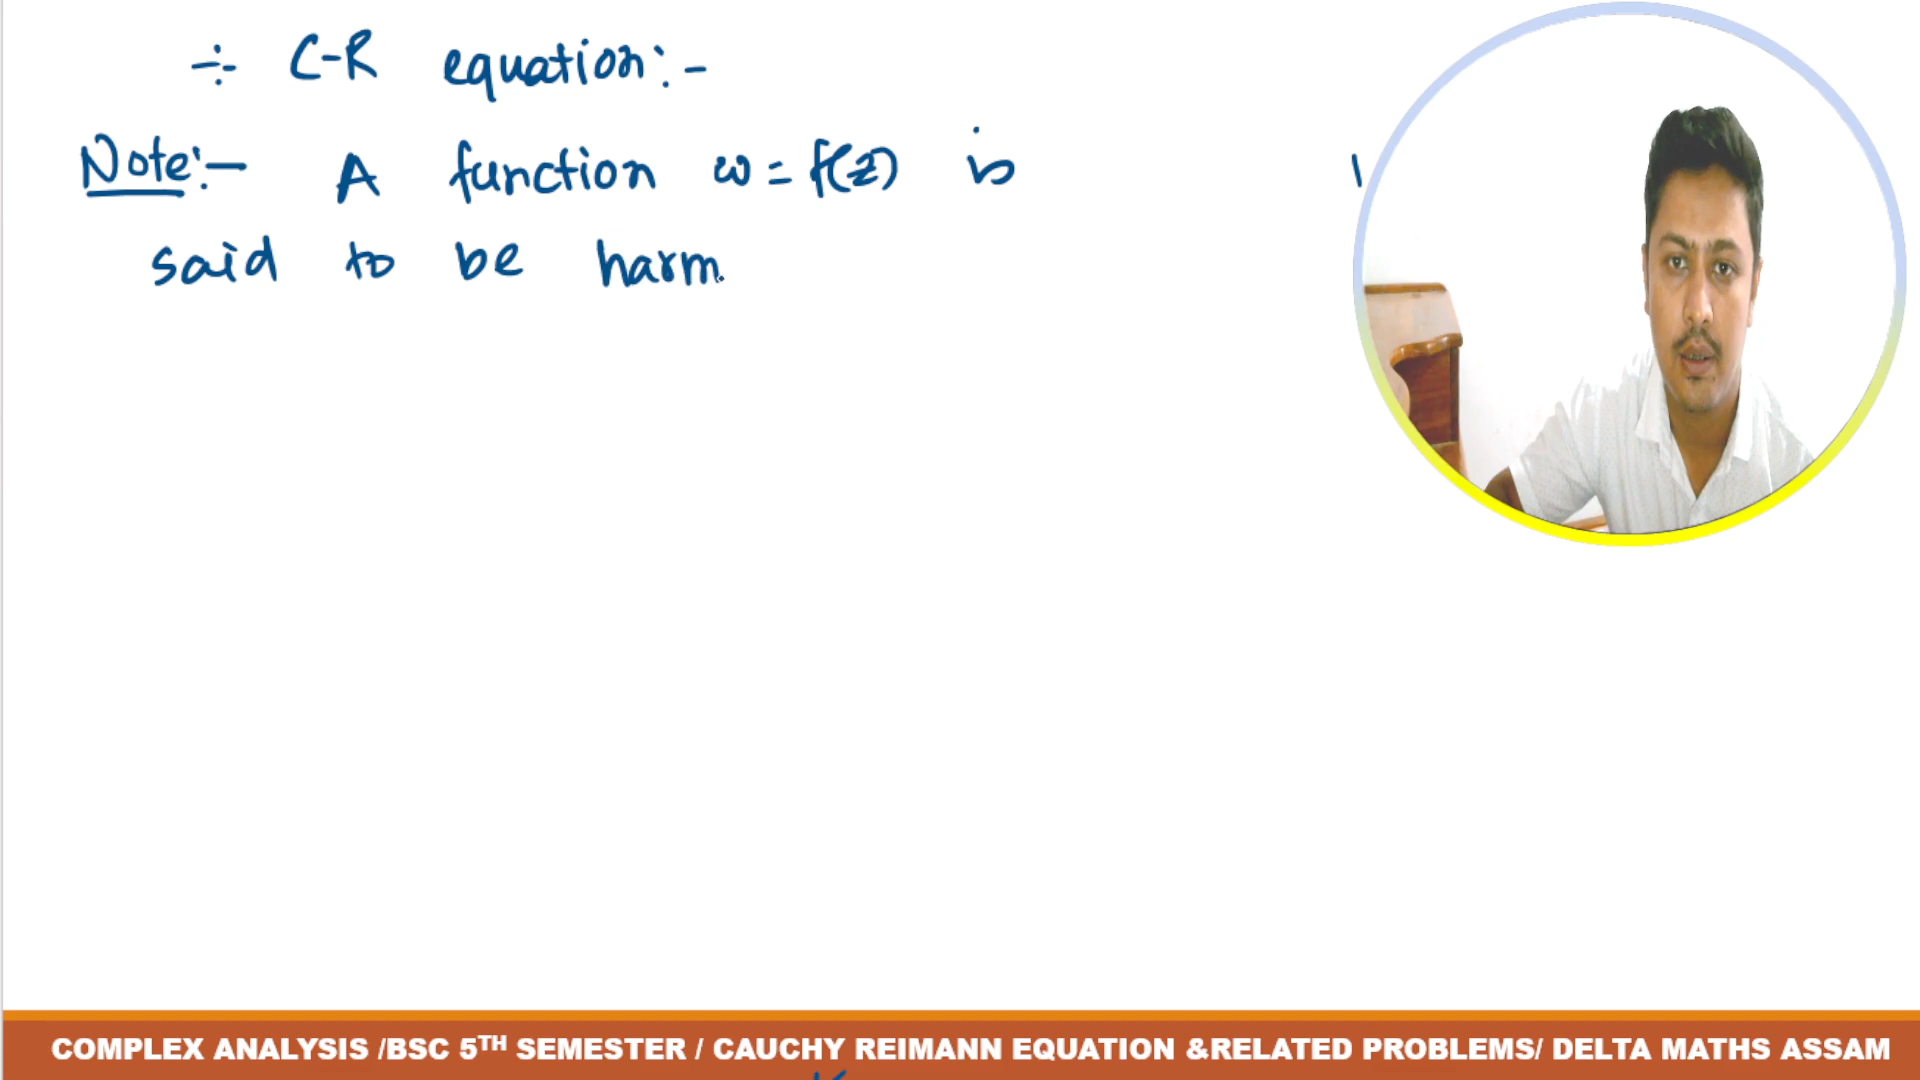 ÷ C-R equation:-
Note:- A function w = f(z) is
said to be harm
COMPLEX ANALYSIS /BSC 5TH SEMESTER / CAUCHY REIMANN EQUATION &RELATED PROBLEMS/ DELTA MATHS ASSAM